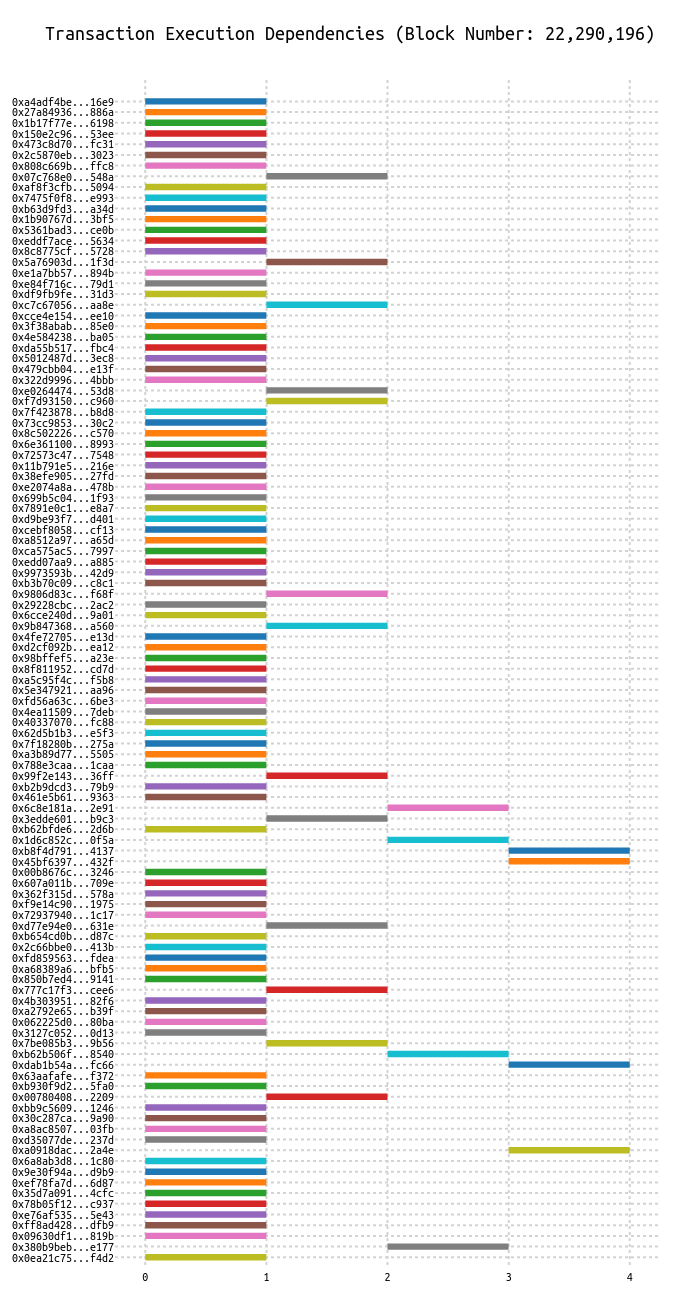 Transaction Execution Dependencies (Block Number: 22,290,196)
0xa4adf4be...16e9
0x27a84936...886a
0x1b17f77e...6198
0x150e2c96...53ee
0x473c8d70...fc31
0x2c5870eb...3023
0x808c669b...ffc8
0x07c768e0...548a
0xaf8f3cfb...5094
0x7475f0f8...e993
0xb63d9fd3...a34d
0x1b90767d...3bf5
0x5361bad3...ce0b
0xeddf7ace...5634
0x8c8775cf...5728
0x5a76903d...1f3d
0xe1a7bb57...894b
0xe84f716c...79d1
0xdf9fb9fe...31d3
0xc7c67056...aa8e
0xcce4e154...ee10
0x3f38abab...85e0
0x4e584238...ba05
0xda55b517...fbc4
0x5012487d...3ec8
0x479cbb04...e13f
0x322d9996...4bbb
0xe0264474...53d8
0xf7d93150...c960
0x7f423878...b8d8
0x73cc9853...30c2
0x8c502226...c570
0x6e361100...8993
0x72573c47...7548
0x11b791e5...216e
0x38efe905...27fd
0xe2074a8a...478b
0x699b5c04...1f93
0x7891e0c1...e8a7
0xd9be93f7...d401
0xcebf8058...cf13
0xa8512a97...a65d
0xca575ac5...7997
0xedd07aa9...a885
0x9973593b...42d9
0xb3b70c09...c8c1
0x9806d83c...f68f
0x29228cbc...2ac2
0x6cce240d...9a01
0x9b847368...a560
0x4fe72705...e13d
0xd2cf092b...ea12
0x98bffef5...a23e
0x8f811952...cd7d
0xa5c95f4c...f5b8
0x5e347921...aa96
0xfd56a63c...6be3
0x4ea11509...7deb
0x40337070...fc88
0x62d5b1b3...e5f3
0x7f18280b...275a
0xa3b89d77...5505
0x788e3caa...1caa
0x99f2e143...36ff
0xb2b9dcd3...79b9
0x461e5b61...9363
0x6c8e181a...2e91
0x3edde601...b9c3
0xb62bfde6...2d6b
0x1d6c852c...0f5a
0xb8f4d791...4137
0x45bf6397...432f
0x00b8676c...3246
0x607a011b...709e
0x362f315d...578a
0xf9e14c90...1975
0x72937940...1c17
0xd77e94e0...631e
0xb654cd0b...d87c
0x2c66bbe0...413b
0xfd859563...fdea
0xa68389a6...bfb5
0x850b7ed4...9141
0x777c17f3...cee6
0x4b303951...82f6
0xa2792e65...b39f
0x062225d0...80ba
0x3127c052...0d13
0x7be085b3...9b56
0xb62b506f...8540
0xdab1b54a...fc66
0x63aafafe...f372
0xb930f9d2...5fa0
0x00780408...2209
0xbb9c5609...1246
0x30c287ca...9a90
0xa8ac8507...03fb
0xd35077de...237d
0xa0918dac...2a4e
0x6a8ab3d8...1c80
0x9e30f94a...d9b9
0xef78fa7d...6d87
0x35d7a091...4cfc
0x78b05f12...c937
0xe76af535...5e43
0xff8ad428...dfb9
0x09630df1...819b
0x380b9beb...e177
0x0ea21c75...f4d2
0 1 2 3 4